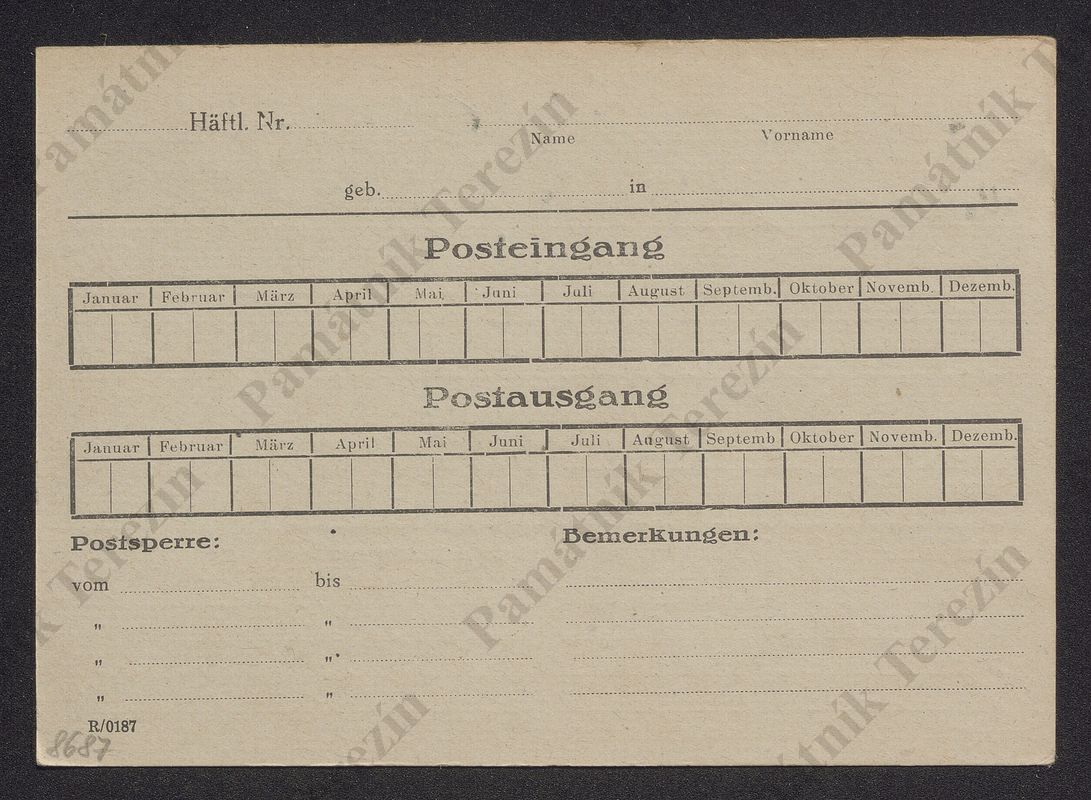 Häftl. Nr.
Name Vorname
geb. in
Posteingang
Januar Februar März April Mai Juni Juli August Septemb. Oktober Novemb. Dezemb.
Postausgang
Januar Februar März April Mai Juni Juli August Septemb Oktober Novemb. Dezemb.
Postsperre: Bemerkungen:
vom bis
" "
" "
" "
R/0187
8687
Památník Terezín